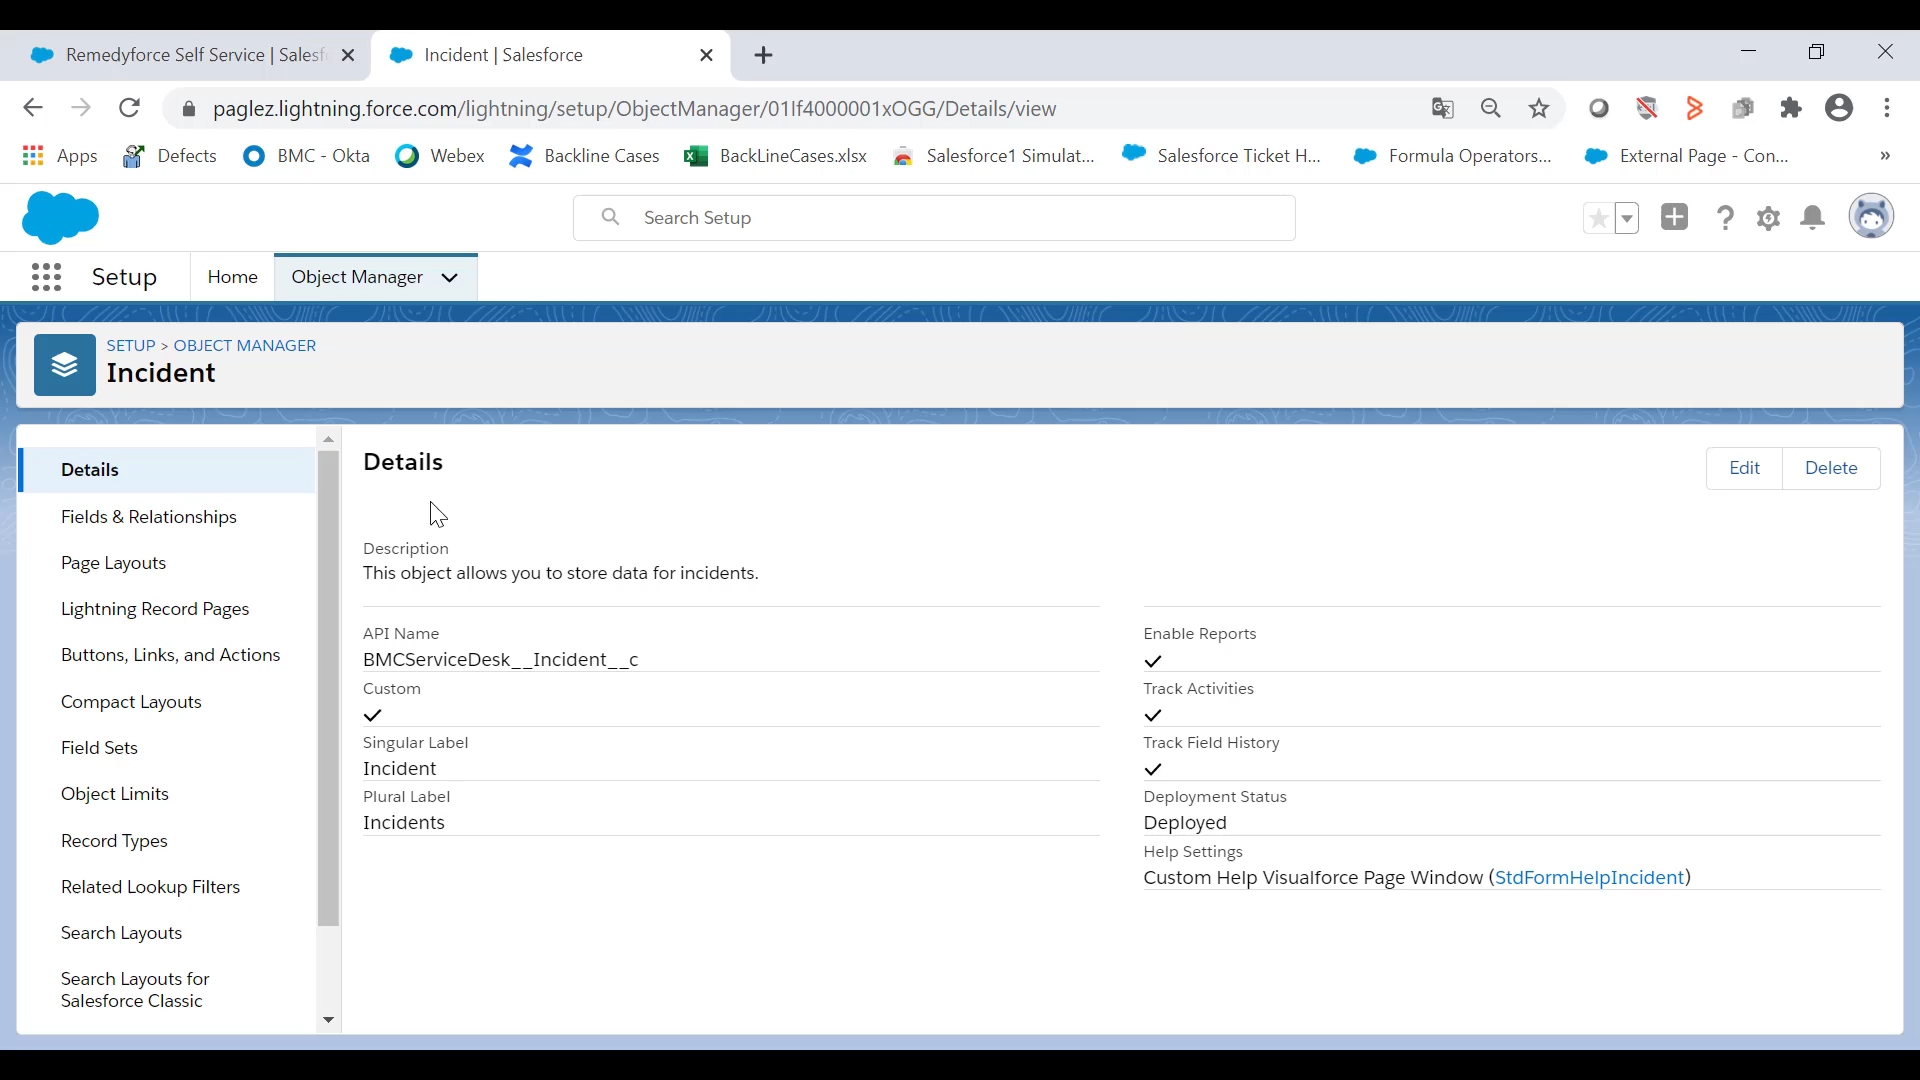 Remedyforce Self Service | Salesf
Incident | Salesforce
paglez.lightning.force.com/lightning/setup/ObjectManager/01If4000001xOGG/Details/view
Apps
Defects
BMC - Okta
Webex
Backline Cases
BackLineCases.xlsx
Salesforce1 Simulat...
Salesforce Ticket H...
Formula Operators...
External Page - Con...
»
Search Setup
Setup
Home
Object Manager
SETUP > OBJECT MANAGER
Incident
Details
Fields & Relationships
Page Layouts
Lightning Record Pages
Buttons, Links, and Actions
Compact Layouts
Field Sets
Object Limits
Record Types
Related Lookup Filters
Search Layouts
Search Layouts for
Salesforce Classic
Details
Edit
Delete
Description
This object allows you to store data for incidents.
API Name
BMCServiceDesk__Incident__c
Custom
Singular Label
Incident
Plural Label
Incidents
Enable Reports
Track Activities
Track Field History
Deployment Status
Deployed
Help Settings
Custom Help Visualforce Page Window (StdFormHelpIncident)